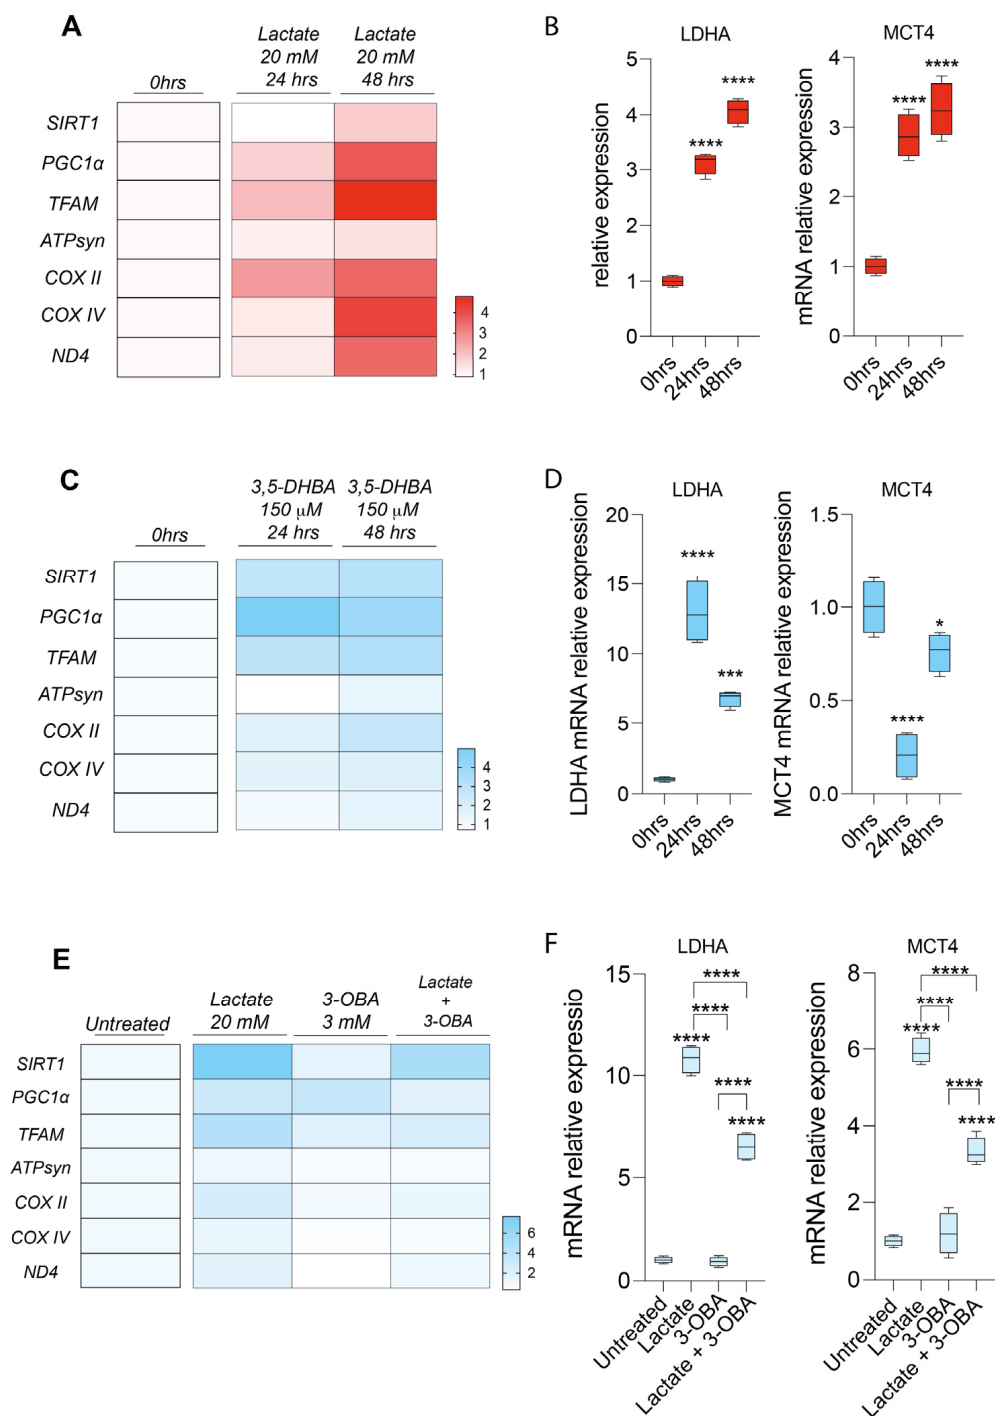 A
0hrs
Lactate
20 mM
24 hrs
Lactate
20 mM
48 hrs
SIRT1
PGC1α
TFAM
ATPsyn
COX II
COX IV
ND4
4
3
2
1
B
LDHA
relative expression
5
4
3
2
1
0
****
****
0hrs
24hrs
48hrs
MCT4
mRNA relative expression
4
3
2
1
0
****
****
0hrs
24hrs
48hrs
C
0hrs
3,5-DHBA
150 µM
24 hrs
3,5-DHBA
150 µM
48 hrs
SIRT1
PGC1α
TFAM
ATPsyn
COX II
COX IV
ND4
4
3
2
1
D
LDHA
LDHA mRNA relative expression
20
15
10
5
0
****
***
0hrs
24hrs
48hrs
MCT4
MCT4 mRNA relative expression
1.5
1.0
0.5
0.0
****
*
0hrs
24hrs
48hrs
E
Untreated
Lactate
20 mM
3-OBA
3 mM
Lactate
+
3-OBA
SIRT1
PGC1α
TFAM
ATPsyn
COX II
COX IV
ND4
6
4
2
F
LDHA
mRNA relative expressio
15
10
5
0
****
****
****
****
****
Untreated
Lactate
3-OBA
Lactate + 3-OBA
MCT4
mRNA relative expression
8
6
4
2
0
****
****
****
****
****
Untreated
Lactate
3-OBA
Lactate + 3-OBA